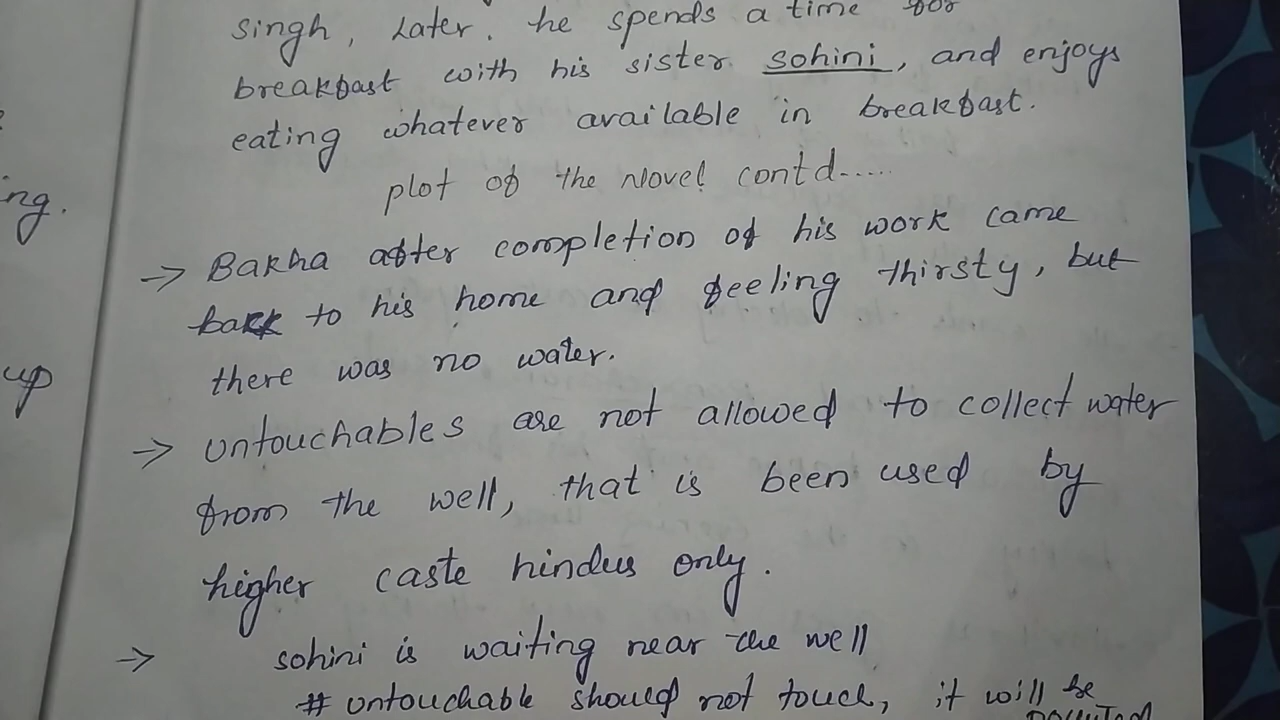 singh, Later. he spends a time for
breakfast with his sister sohini, and enjoys
eating whatever available in breakfast.
plot of the Novel contd.....
ng.
→ Bakha after completion of his work came
back to his home and feeling thirsty, but
there was no water.
up
→ Untouchables are not allowed to collect water
from the well, that is been used by
higher caste hindus only.
→ sohini is waiting near the well
# untouchable should not touch, it will be
polluted